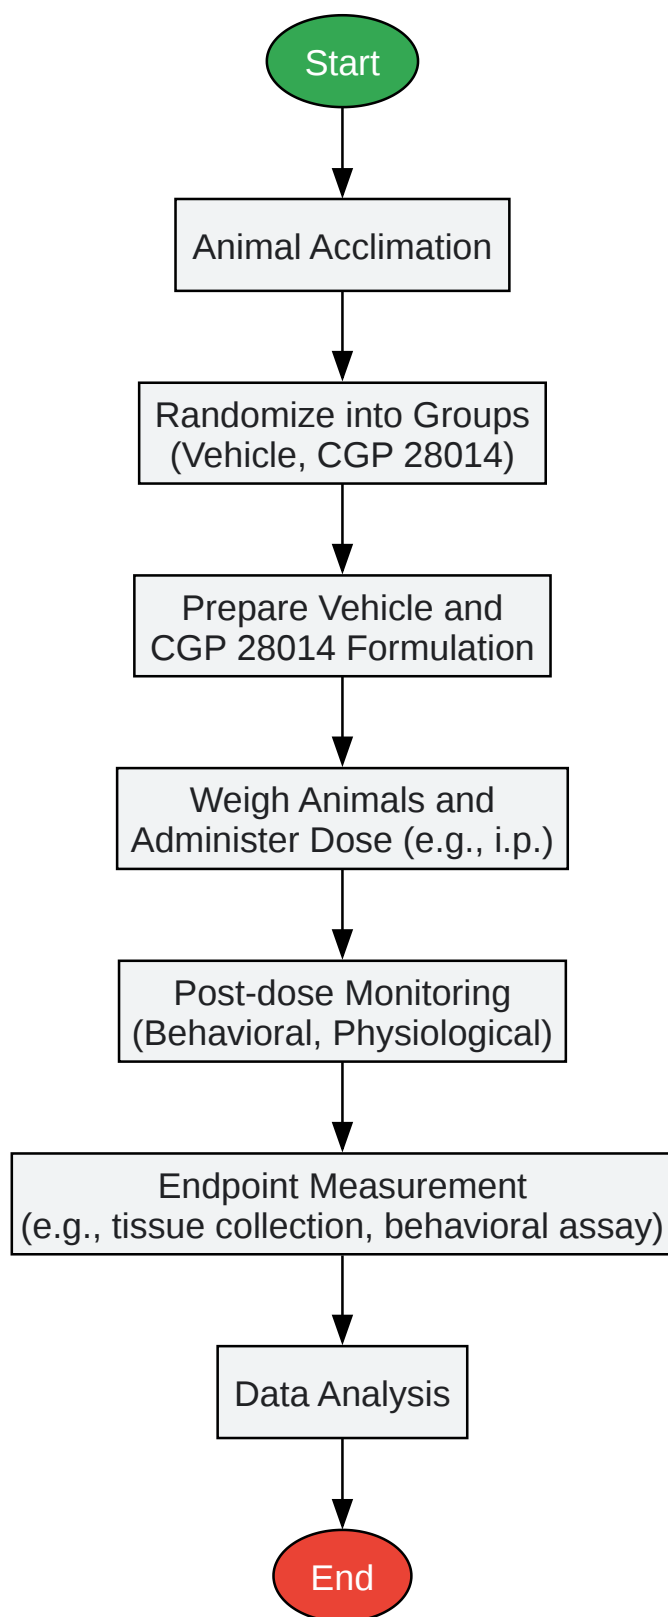 Start
Animal Acclimation
Randomize into Groups
(Vehicle, CGP 28014)
Prepare Vehicle and
CGP 28014 Formulation
Weigh Animals and
Administer Dose (e.g., i.p.)
Post-dose Monitoring
(Behavioral, Physiological)
Endpoint Measurement
(e.g., tissue collection, behavioral assay)
Data Analysis
End